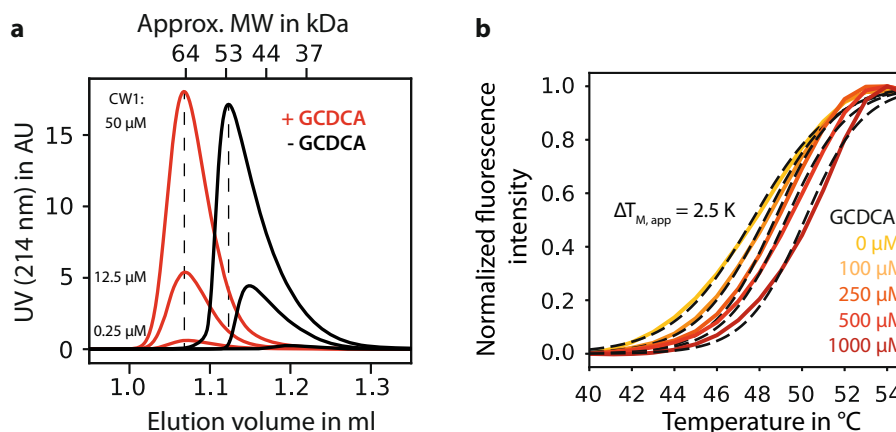 a
Approx. MW in kDa
64 53 44 37
CW1:
50 µM
+ GCDCA
- GCDCA
12.5 µM
0.25 µM
15
10
5
0
UV (214 nm) in AU
1.0 1.1 1.2 1.3
Elution volume in ml
b
Normalized fluorescence
intensity
1.0
0.8
0.6
0.4
0.2
0.0
ΔTM, app = 2.5 K
GCDCA
0 µM
100 µM
250 µM
500 µM
1000 µM
40 42 44 46 48 50 52 54
Temperature in °C